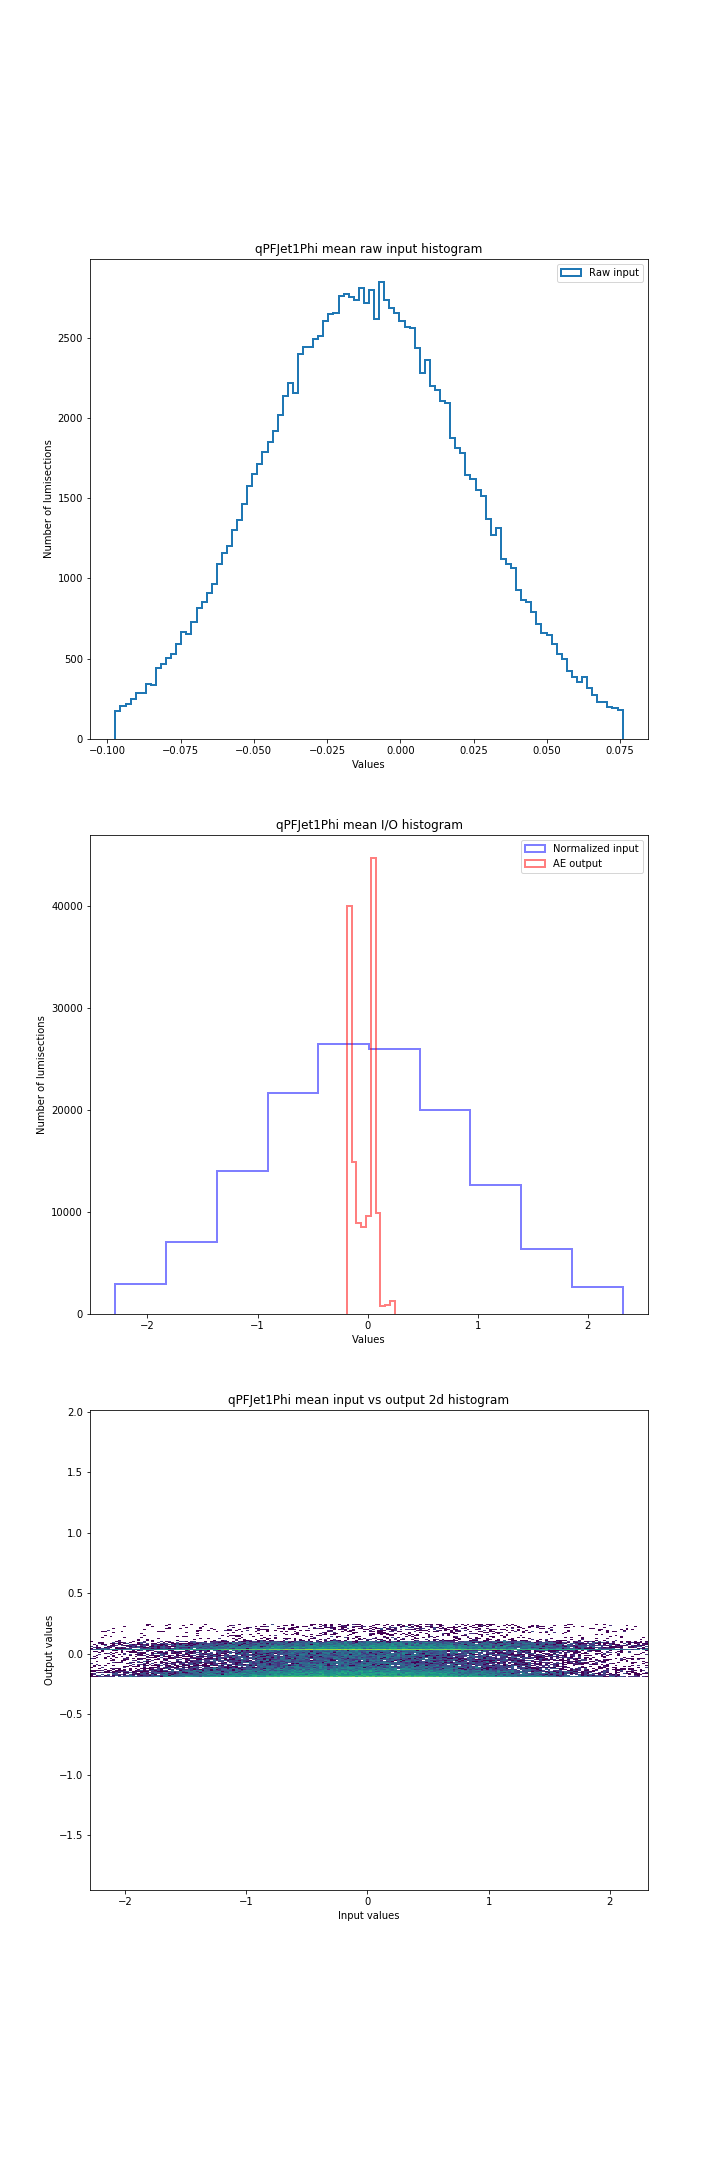 qPFJet1Phi mean raw input histogram
Raw input
Number of lumisections
2500
2000
1500
1000
500
0
−0.100 −0.075 −0.050 −0.025 0.000 0.025 0.050 0.075
Values
qPFJet1Phi mean I/O histogram
Normalized input
AE output
Number of lumisections
40000
30000
20000
10000
0
−2 −1 0 1 2
Values
qPFJet1Phi mean input vs output 2d histogram
Output values
2.0
1.5
1.0
0.5
0.0
−0.5
−1.0
−1.5
−2 −1 0 1 2
Input values